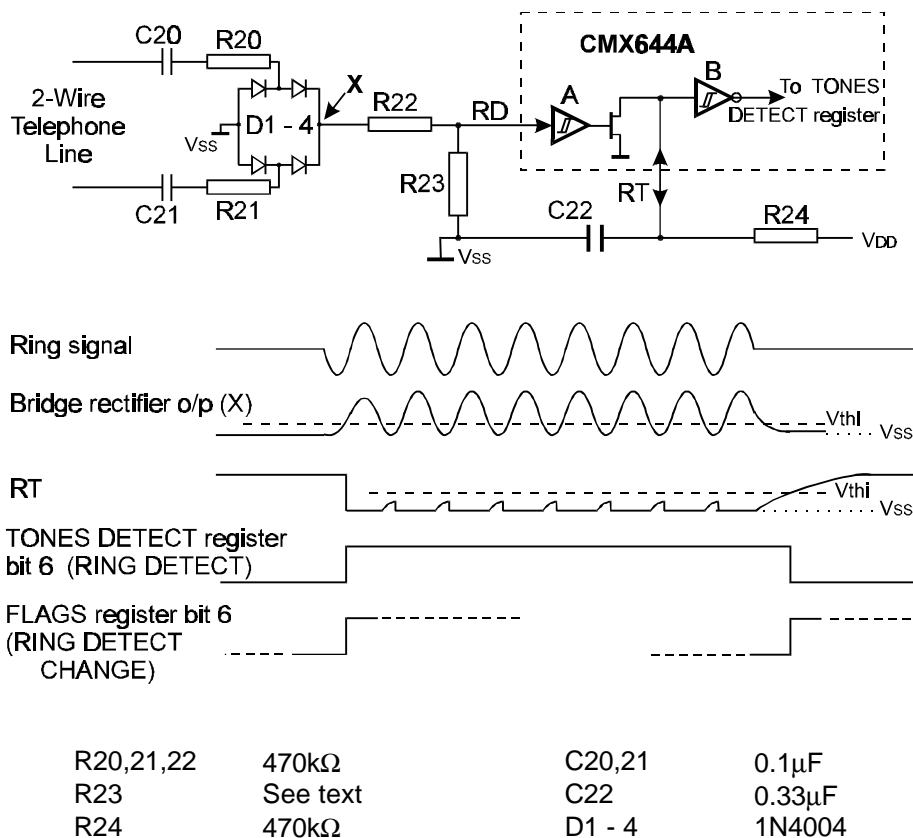 C20
R20
CMX644A
2-Wire
Telephone
Line
X
R22
RD
A
B
To TONES
DETECT register
VSS
D1 - 4
R23
RT
C21
R21
C22
R24
VDD
VSS
Ring signal
Bridge rectifier o/p (X)
Vthi
VSS
RT
Vthi
VSS
TONES DETECT register
bit 6 (RING DETECT)
FLAGS register bit 6
(RING DETECT
CHANGE)
R20,21,22 470kΩ C20,21 0.1μF
R23 See text C22 0.33μF
R24 470kΩ D1 - 4 1N4004